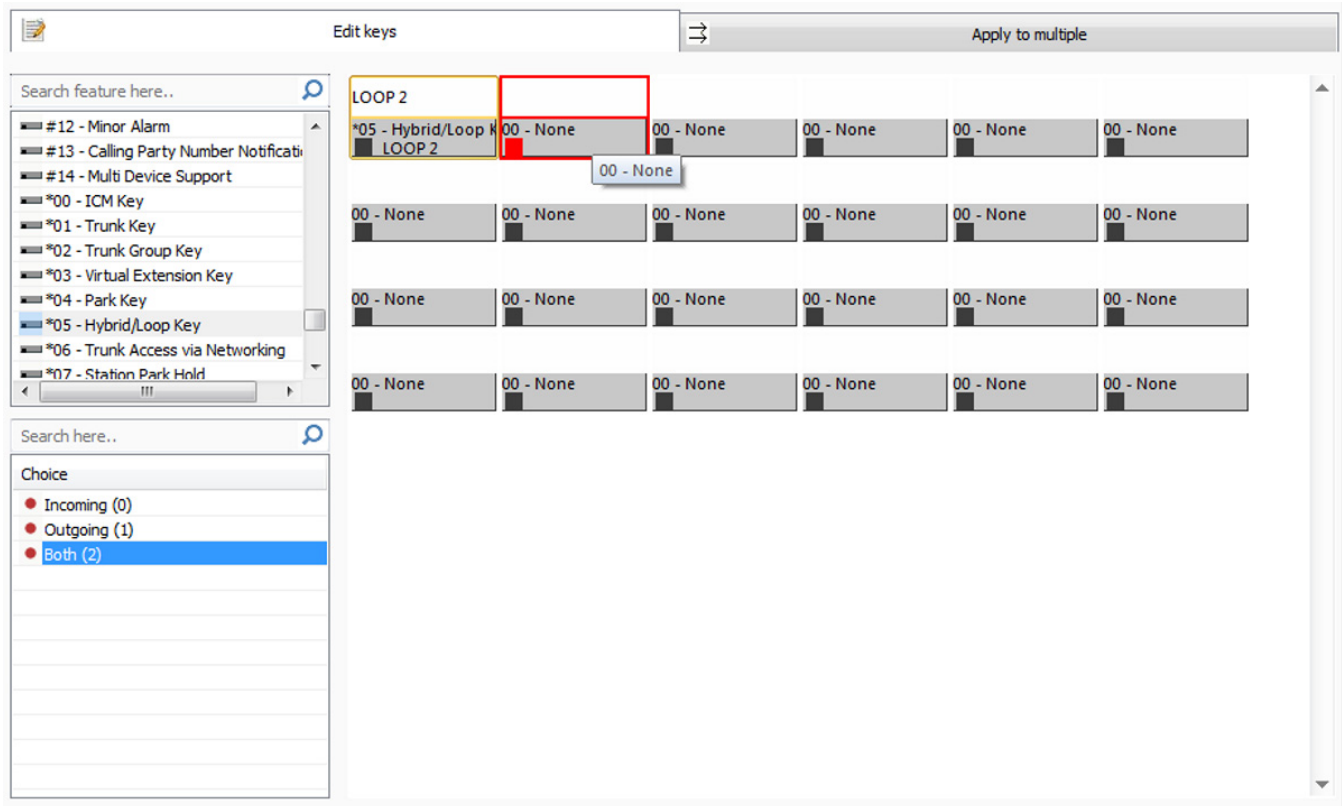 Edit keys
Apply to multiple
Search feature here..
#12 - Minor Alarm
#13 - Calling Party Number Notificati
#14 - Multi Device Support
*00 - ICM Key
*01 - Trunk Key
*02 - Trunk Group Key
*03 - Virtual Extension Key
*04 - Park Key
*05 - Hybrid/Loop Key
*06 - Trunk Access via Networking
*07 - Station Park Hold
Search here..
Choice
Incoming (0)
Outgoing (1)
Both (2)
LOOP 2
*05 - Hybrid/Loop K 00 - None 00 - None 00 - None 00 - None 00 - None
LOOP 2
00 - None
00 - None 00 - None 00 - None 00 - None 00 - None 00 - None
00 - None 00 - None 00 - None 00 - None 00 - None 00 - None
00 - None 00 - None 00 - None 00 - None 00 - None 00 - None